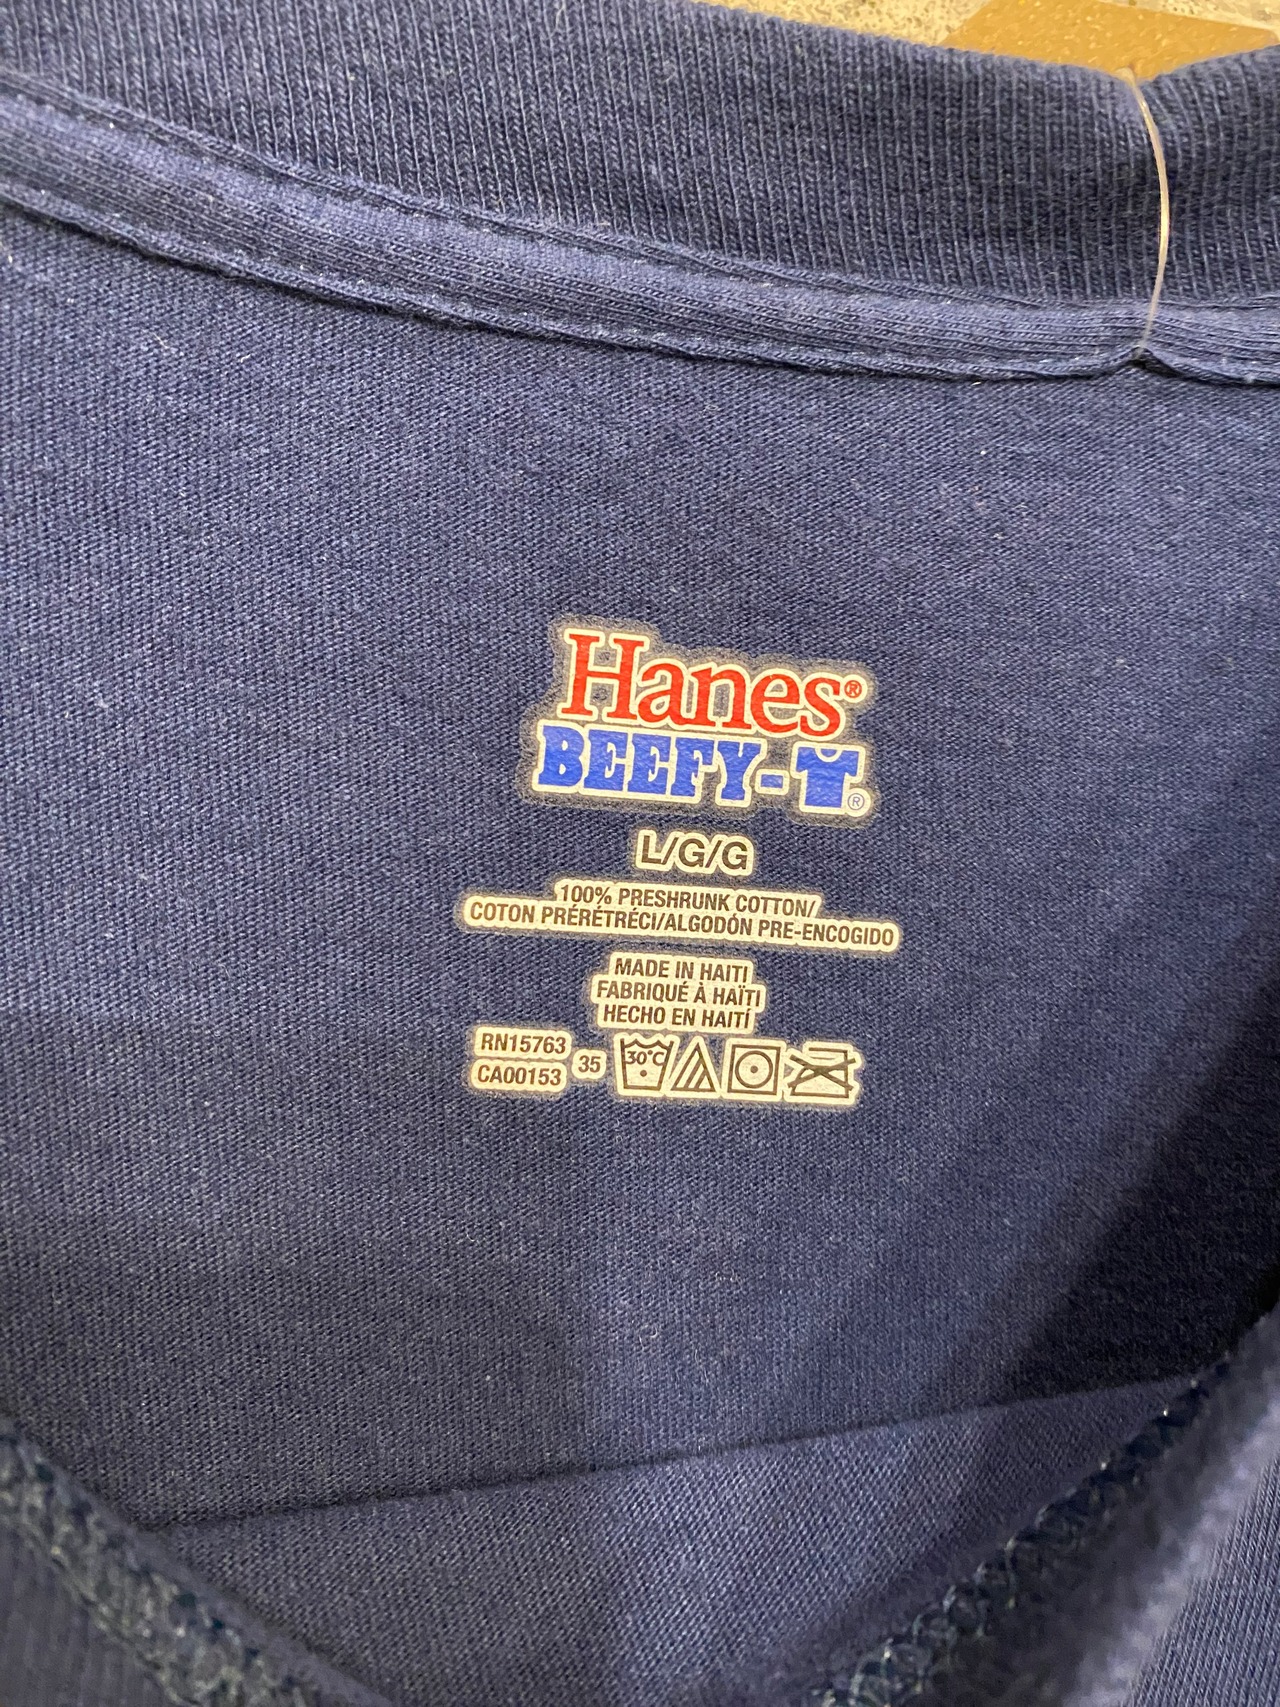 Hanes®
BEEFY-T®
L/G/G
100% PRESHRUNK COTTON/
COTON PRÉRÉTRÉCI/ALGODÓN PRE-ENCOGIDO
MADE IN HAITI
FABRIQUÉ À HAÏTI
HECHO EN HAITÍ
RN15763
CA00153
35
30°C